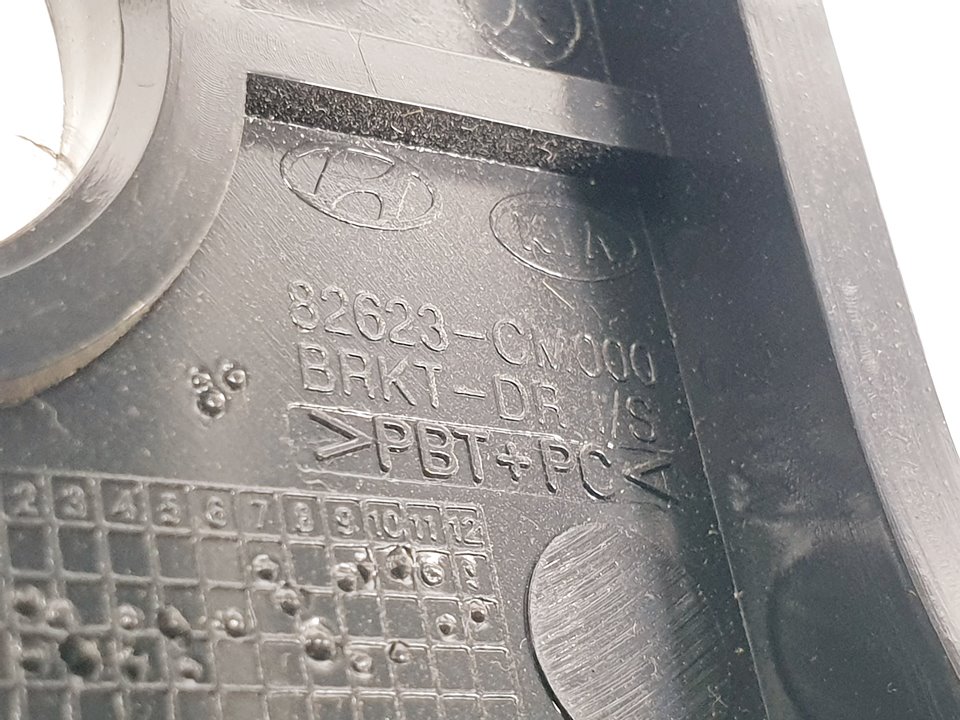 KIA
82623-CM000
BRKT-DR I/S
>PBT+PC<
2 3 4 5 6 7 8 9 10 11 12